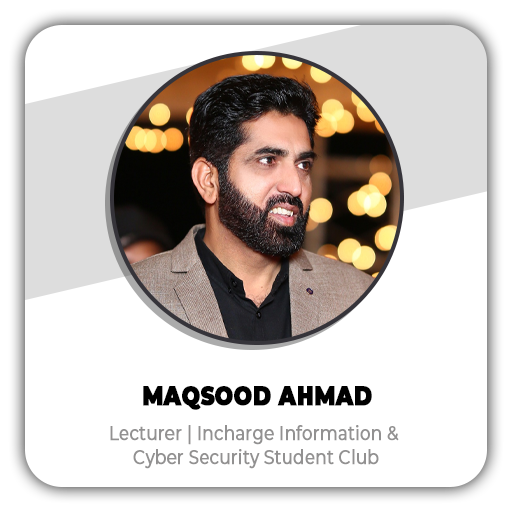 MAQSOOD AHMAD
Lecturer | Incharge Information &
Cyber Security Student Club